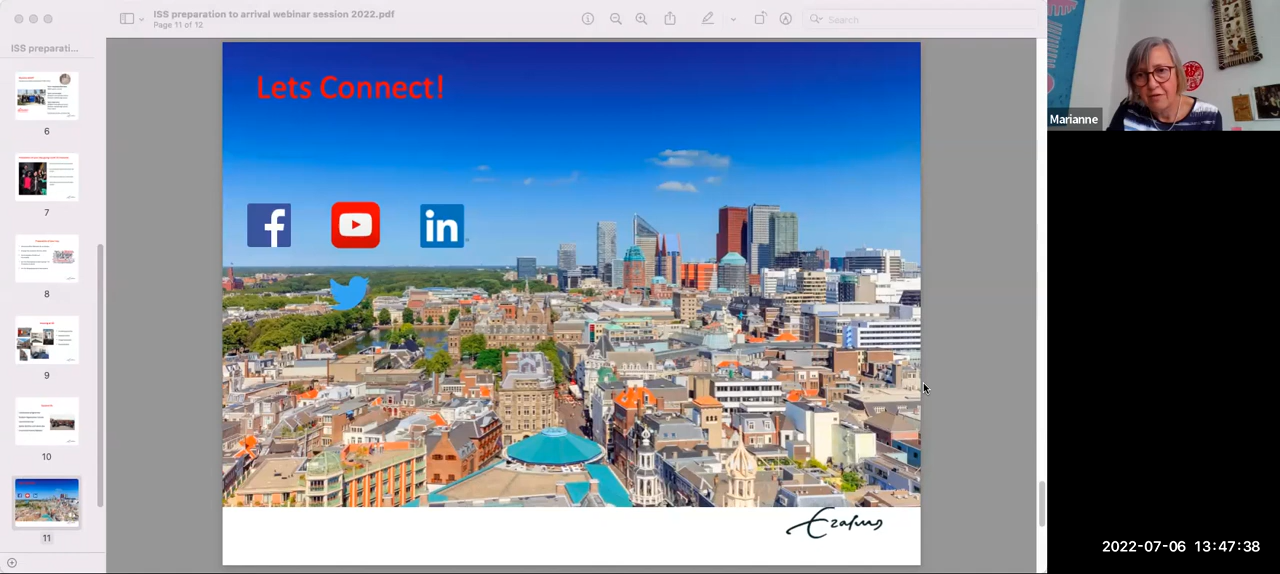 ISS preparation to arrival webinar session 2022.pdf
Page 11 of 12
Search
ISS preparati...
6
7
8
9
10
11
Lets Connect!
f
in
Erasmus
Marianne
2022-07-06 13:47:38